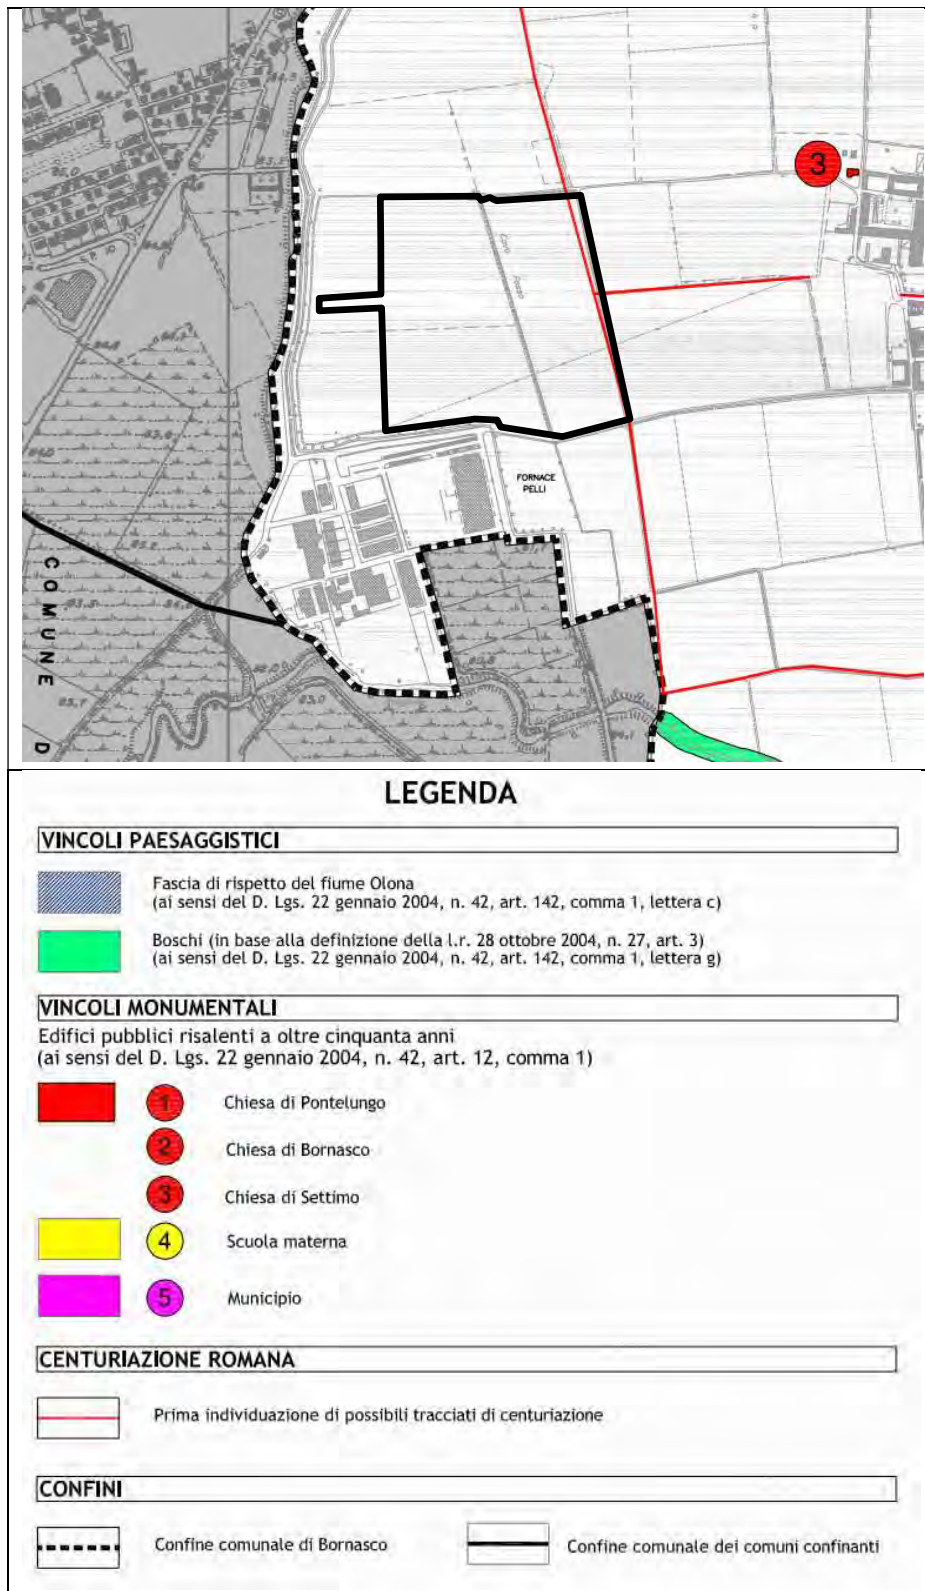 3
Cavo
FORNACE
PELLI
COMUNE D
LEGENDA
VINCOLI PAESAGGISTICI
Fascia di rispetto del fiume Olona
(ai sensi del D. Lgs. 22 gennaio 2004, n. 42, art. 142, comma 1, lettera c)
Boschi (in base alla definizione della l.r. 28 ottobre 2004, n. 27, art. 3)
(ai sensi del D. Lgs. 22 gennaio 2004, n. 42, art. 142, comma 1, lettera g)
VINCOLI MONUMENTALI
Edifici pubblici risalenti a oltre cinquanta anni
(ai sensi del D. Lgs. 22 gennaio 2004, n. 42, art. 12, comma 1)
1 Chiesa di Pontelungo
2 Chiesa di Bornasco
3 Chiesa di Settimo
4 Scuola materna
5 Municipio
CENTURIAZIONE ROMANA
Prima individuazione di possibili tracciati di centuriazione
CONFINI
Confine comunale di Bornasco
Confine comunale dei comuni confinanti